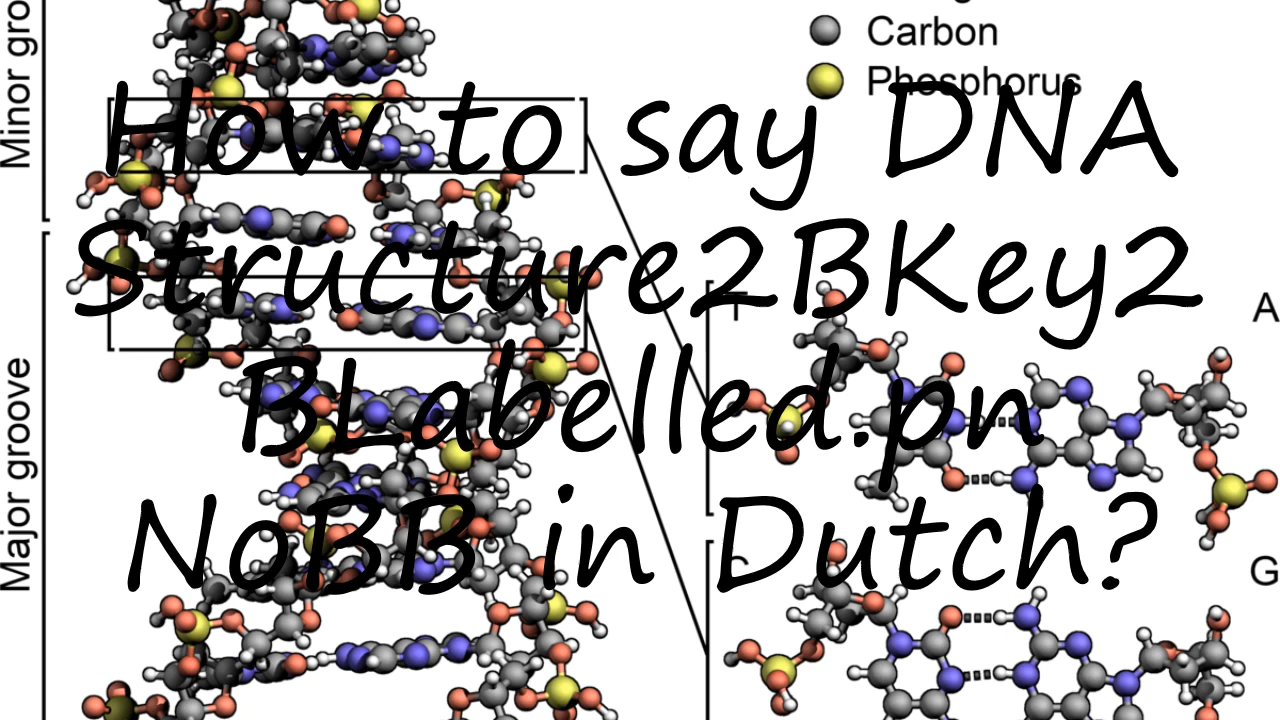 Minor gro
Carbon
Phosphorus
How to say DNA
Structure2BKey2
BLabelled.pn
NoBB in Dutch?
T
A
Major groove
C
G